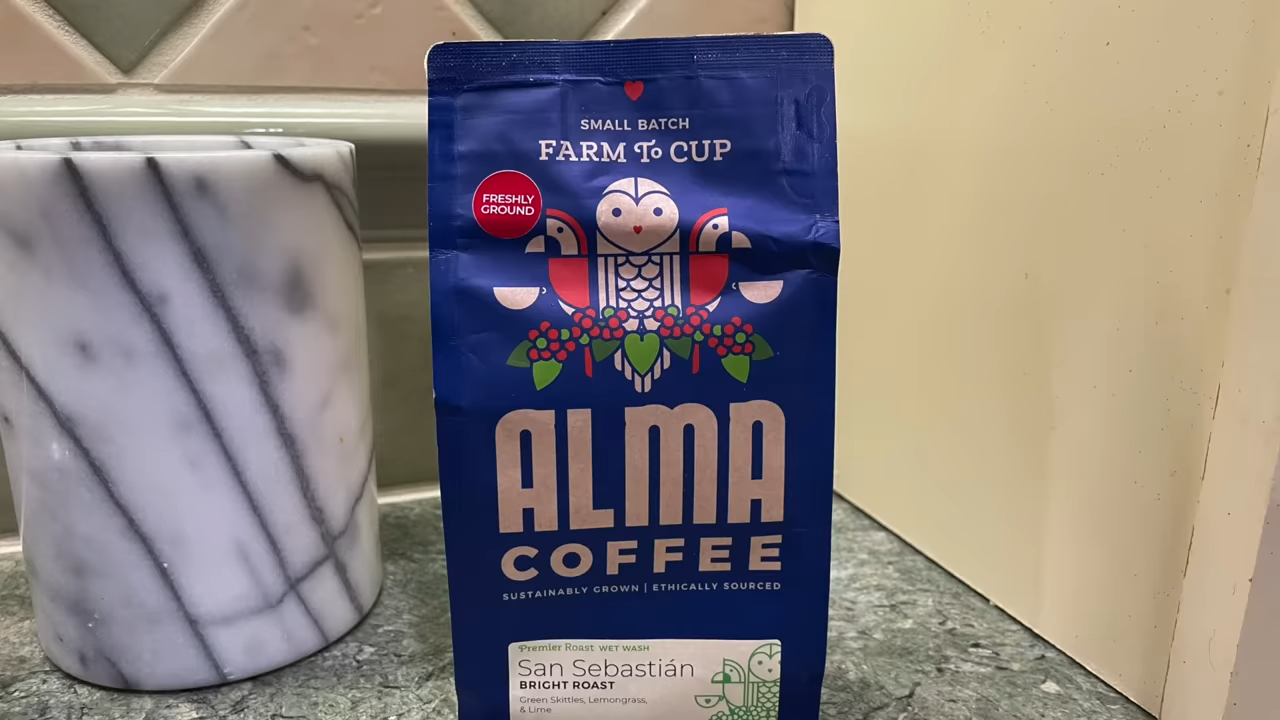 SMALL BATCH
FARM To CUP
FRESHLY
GROUND
ALMA
COFFEE
SUSTAINABLY GROWN | ETHICALLY SOURCED
Premier Roast WET WASH
San Sebastián
BRIGHT ROAST
Green Skittles, Lemongrass,
& Lime